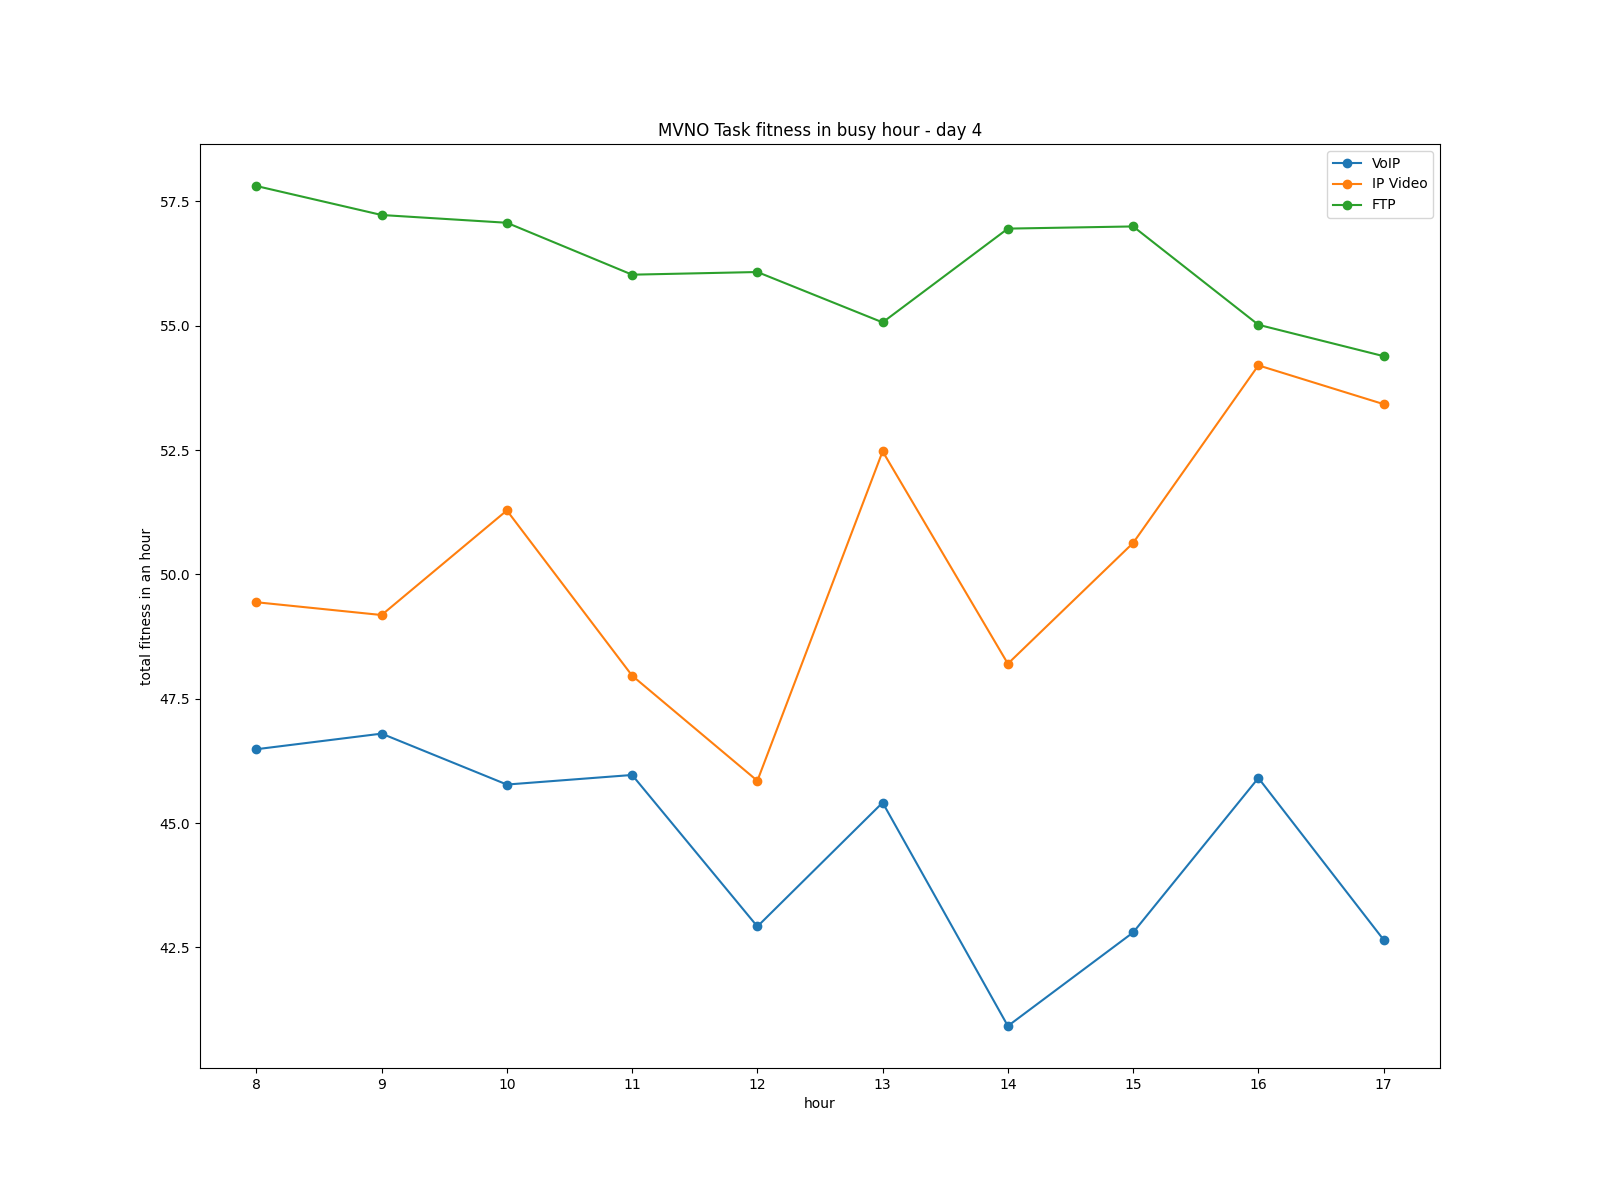 MVNO Task fitness in busy hour - day 4
VoIP
IP Video
FTP
57.5
55.0
52.5
50.0
47.5
45.0
42.5
total fitness in an hour
8 9 10 11 12 13 14 15 16 17
hour